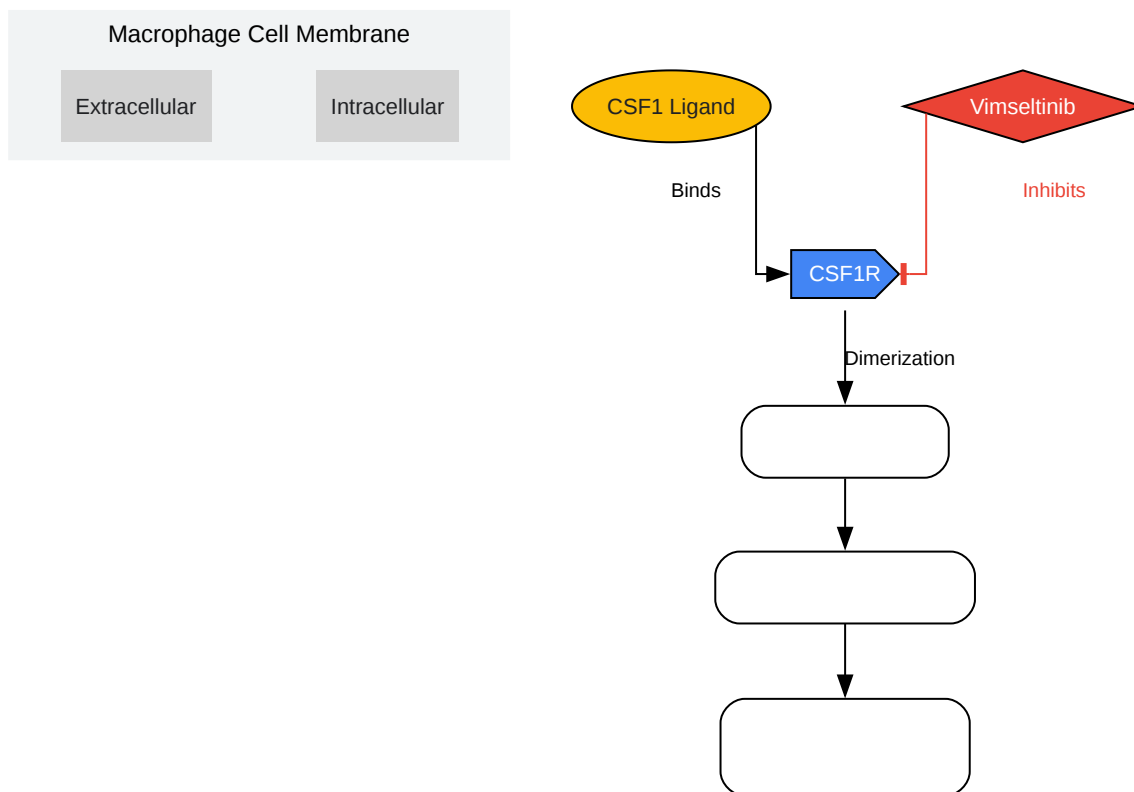 Macrophage Cell Membrane
Extracellular
Intracellular
CSF1 Ligand
Vimseltinib
Binds
Inhibits
CSF1R
Dimerization